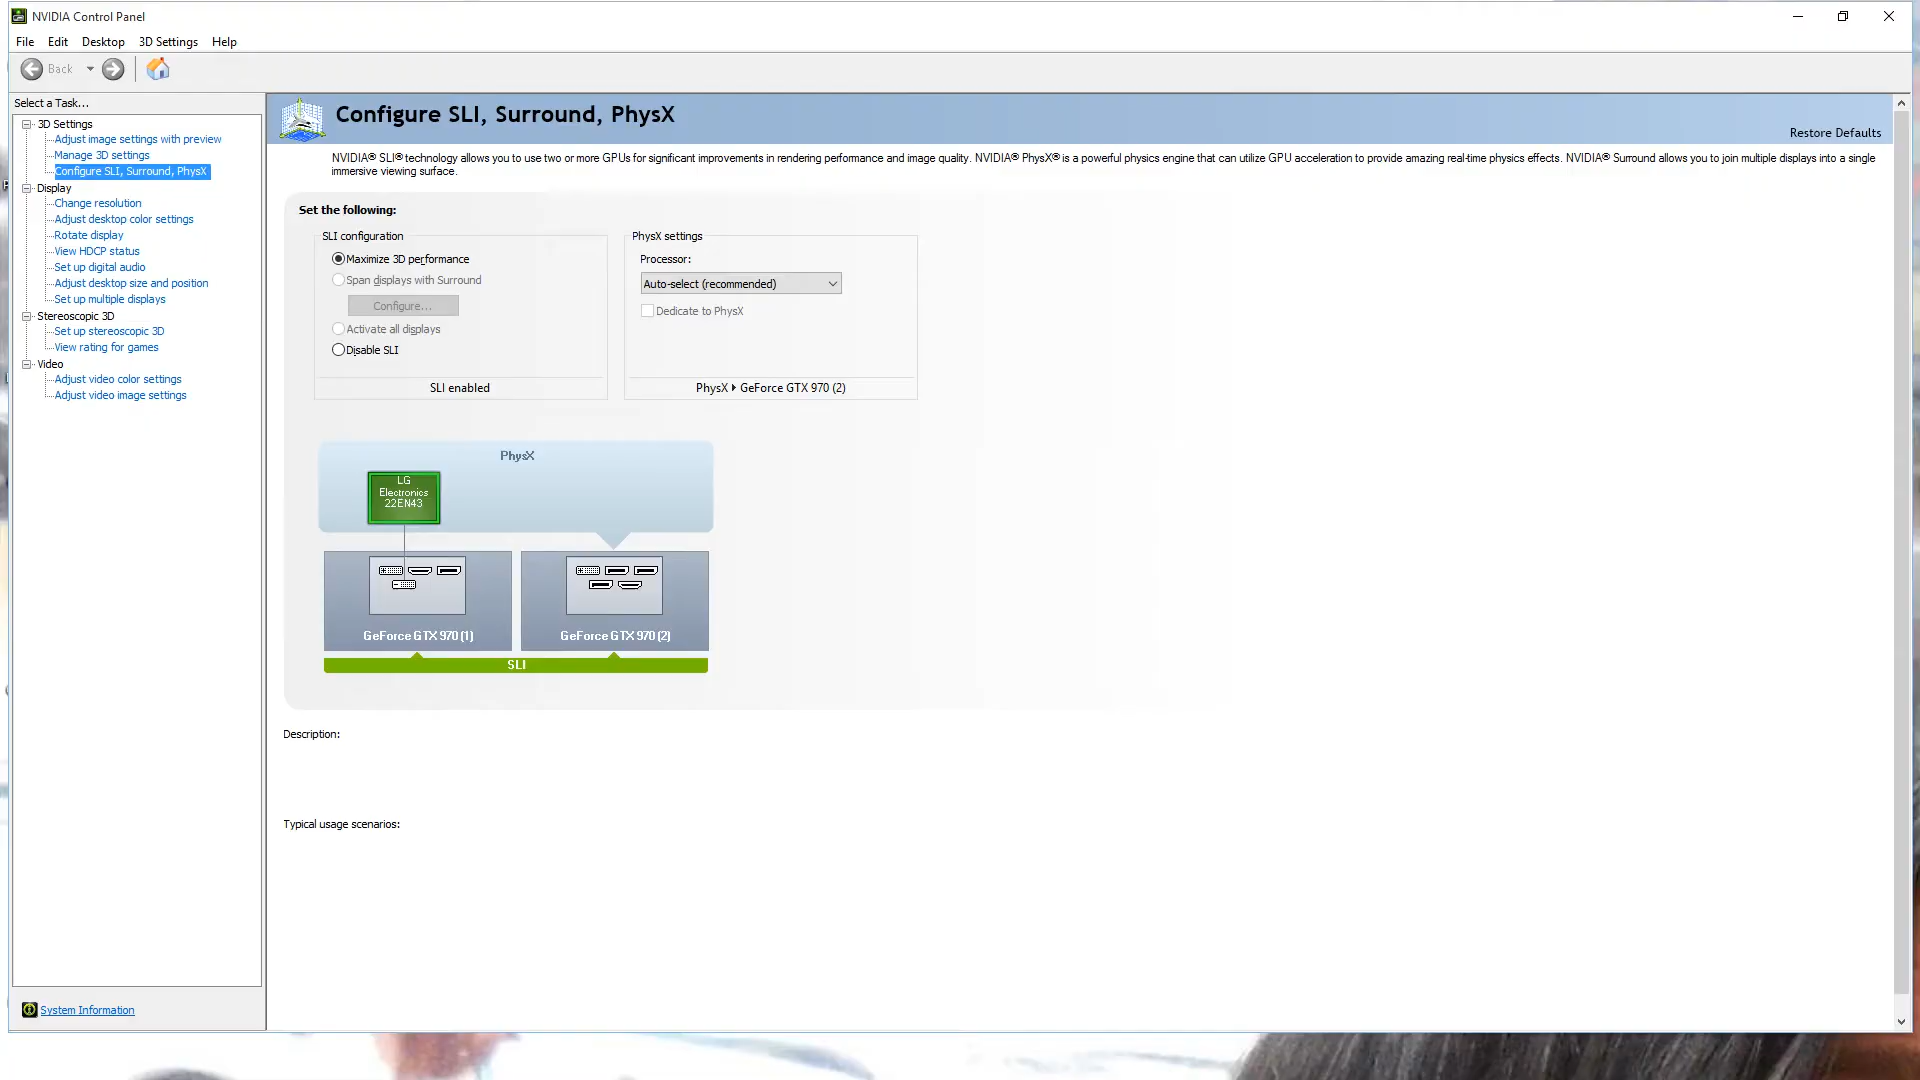 NVIDIA Control Panel
File Edit Desktop 3D Settings Help
Back
Select a Task...
3D Settings
Adjust image settings with preview
Manage 3D settings
Configure SLI, Surround, PhysX
Display
Change resolution
Adjust desktop color settings
Rotate display
View HDCP status
Set up digital audio
Adjust desktop size and position
Set up multiple displays
Stereoscopic 3D
Set up stereoscopic 3D
View rating for games
Video
Adjust video color settings
Adjust video image settings
System Information
Configure SLI, Surround, PhysX
Restore Defaults
NVIDIA® SLI® technology allows you to use two or more GPUs for significant improvements in rendering performance and image quality. NVIDIA® PhysX® is a powerful physics engine that can utilize GPU acceleration to provide amazing real-time physics effects. NVIDIA® Surround allows you to join multiple displays into a single
immersive viewing surface.
Set the following:
SLI configuration
Maximize 3D performance
Span displays with Surround
Configure...
Activate all displays
Disable SLI
SLI enabled
PhysX settings
Processor:
Auto-select (recommended)
Dedicate to PhysX
PhysX GeForce GTX 970 (2)
PhysX
LG
Electronics
22EN43
GeForce GTX 970 (1)
GeForce GTX 970 (2)
SLI
Description:
Typical usage scenarios: